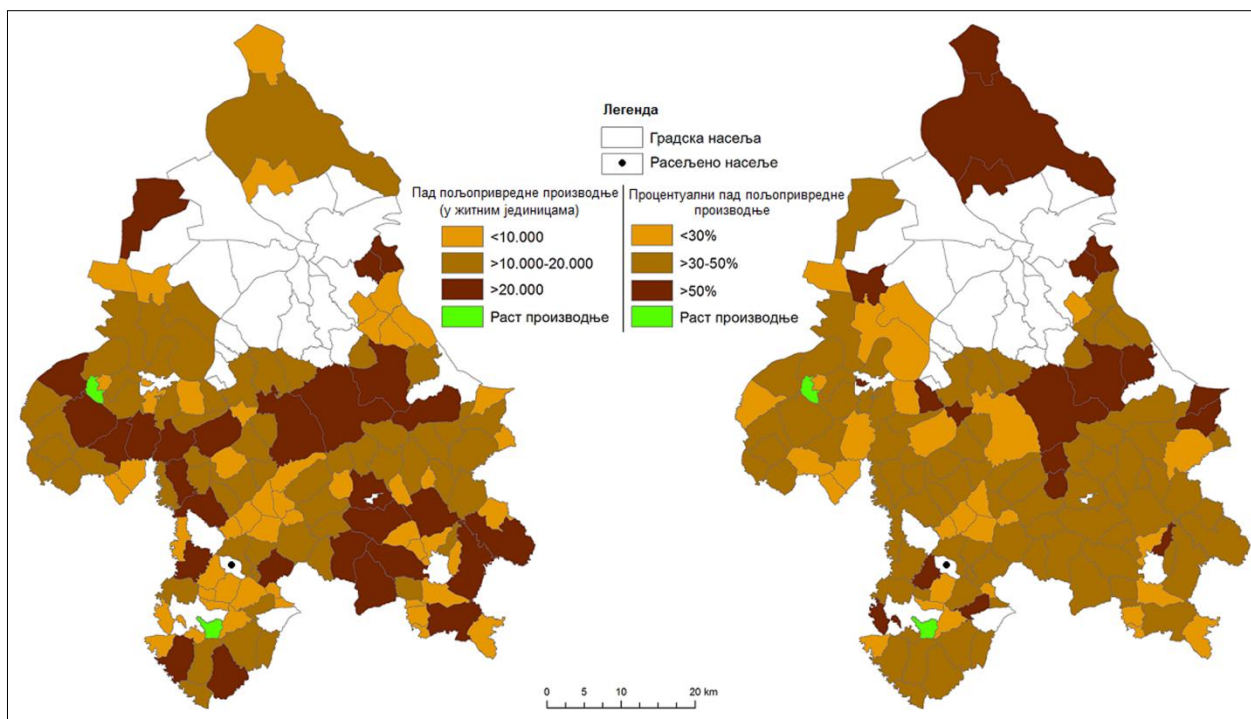 Легенда
Градска насеља
Расељено насеље
Пад пољопривредне производње
(у житним јединицама)
<10.000
>10.000-20.000
>20.000
Раст производње
Процентуални пад пољопривредне
производње
<30%
>30-50%
>50%
Раст производње
0 5 10 20 km